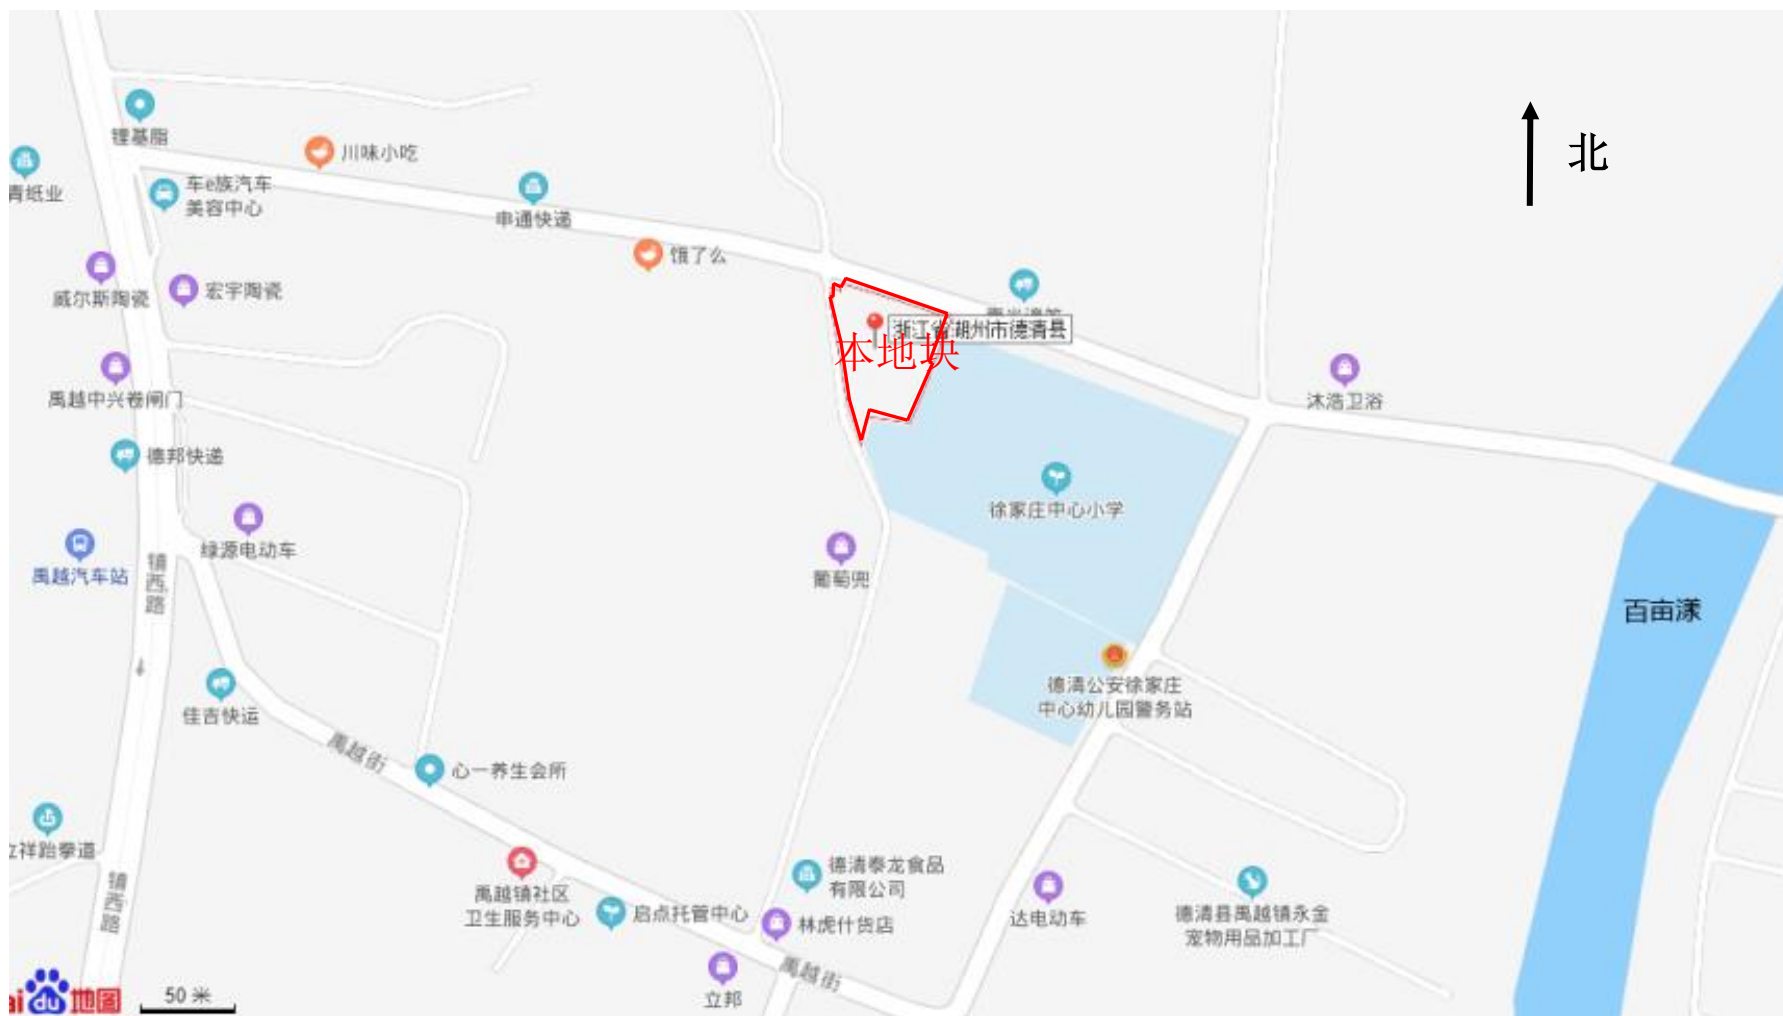 北
锂基脂
川味小吃
青纸业
车e族汽车
美容中心
申通快递
饿了么
威尔斯陶瓷
宏宇陶瓷
浙江省湖州市德清县
本地块
禹越中兴卷闸门
沐浩卫浴
德邦快递
徐家庄中心小学
绿源电动车
禹越汽车站
镇西路
葡萄兜
百亩漾
德清公安徐家庄
中心幼儿园警务站
佳吉快运
禹越街
心一养生会所
立祥跆拳道
镇西路
德清泰龙食品
有限公司
禹越镇社区
卫生服务中心
启点托管中心
林虎什货店
达电动车
德清县禹越镇永金
宠物用品加工厂
禹越街
立邦
ai du 地图
50 米